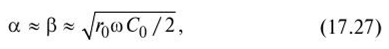 α ≈ β ≈ √r₀ωC₀/2, (17.27)